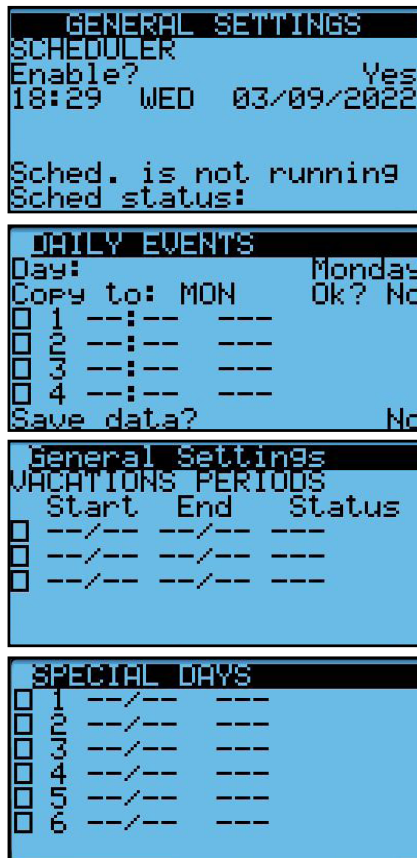 GENERAL SETTINGS
SCHEDULER
Enable? Yes
18:29 WED 03/09/2022
Sched. is not running
Sched status:
DAILY EVENTS
Day: Monday
Copy to: MON Ok? No
1 --:-- ---
2 --:-- ---
3 --:-- ---
4 --:-- ---
Save data? No
General Settings
VACATIONS PERIODS
Start End Status
--/-- --/-- ---
--/-- --/-- ---
--/-- --/-- ---
SPECIAL DAYS
1 --/-- ---
2 --/-- ---
3 --/-- ---
4 --/-- ---
5 --/-- ---
6 --/-- ---